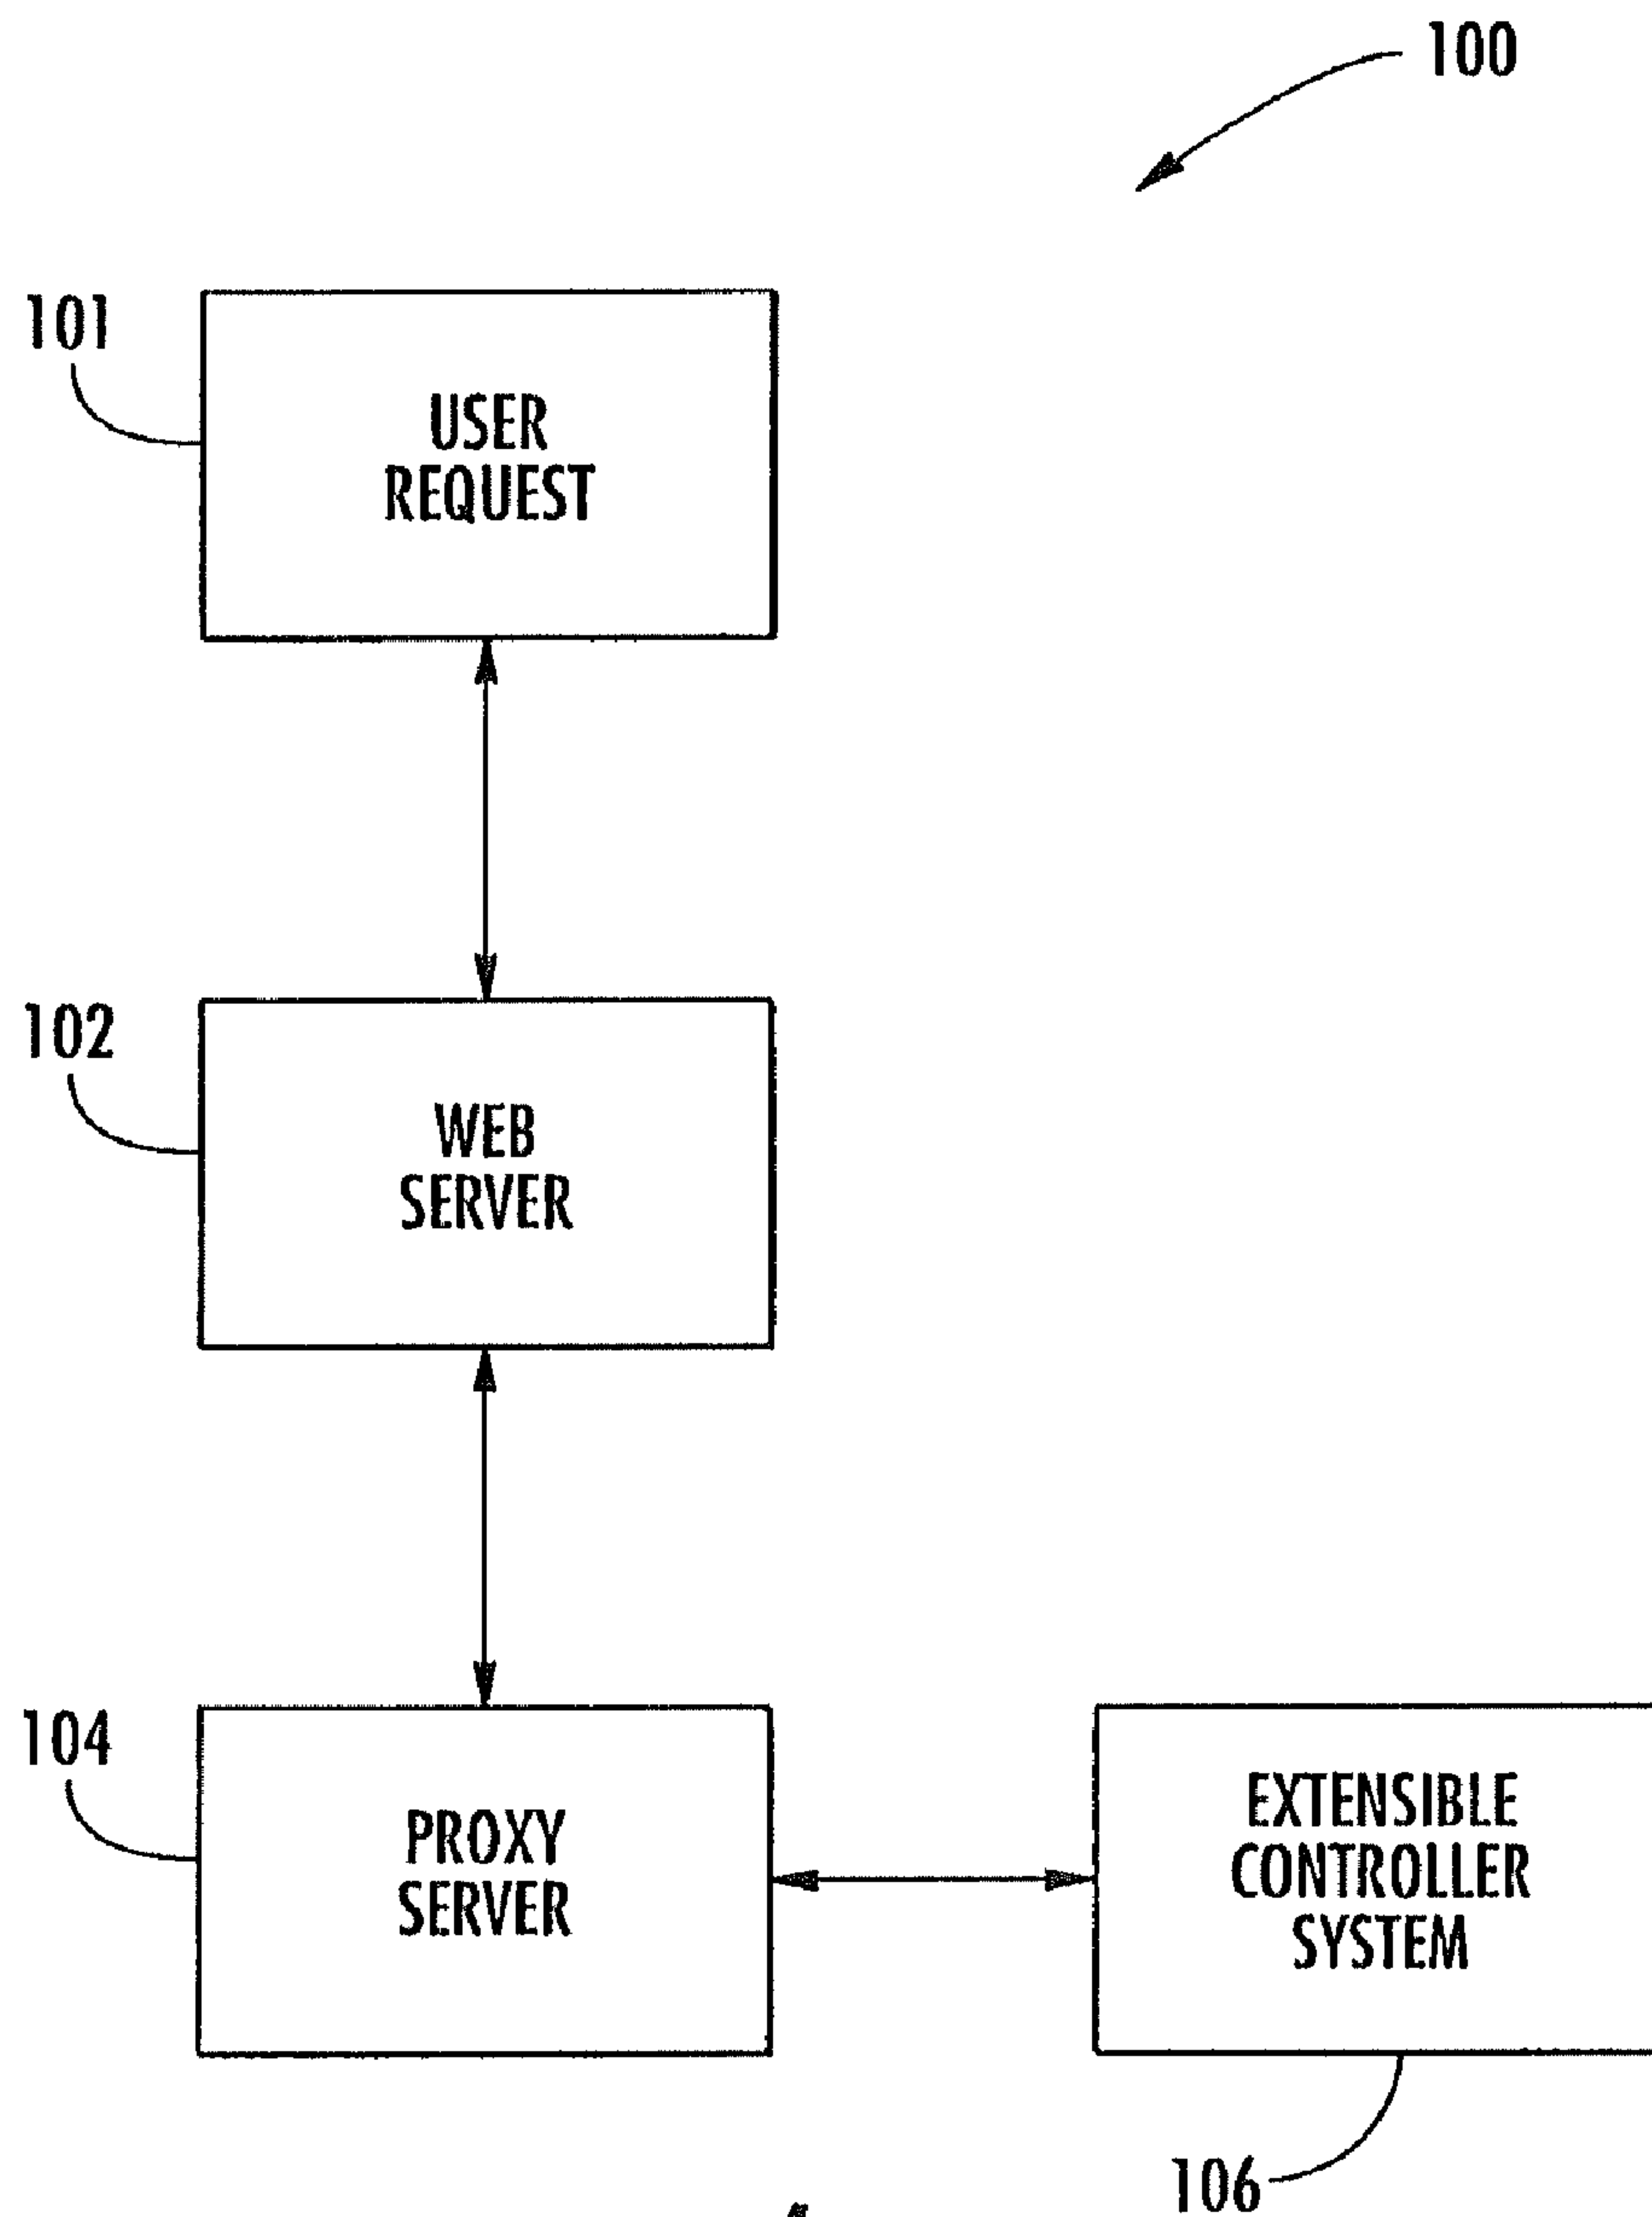 100
101
USER
REQUEST
102
WEB
SERVER
104
PROXY
SERVER
EXTENSIBLE
CONTROLLER
SYSTEM
106